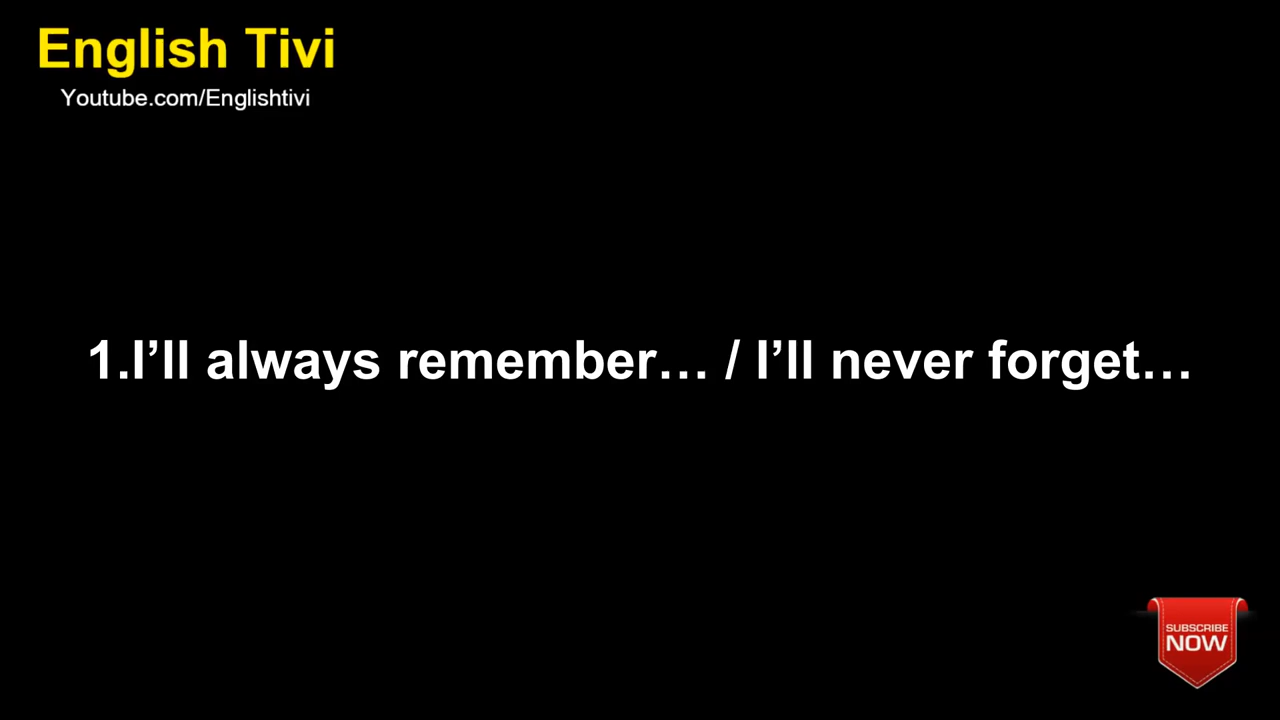 English Tivi
Youtube.com/Englishtivi
1.I’ll always remember… / I’ll never forget…
SUBSCRIBE
NOW